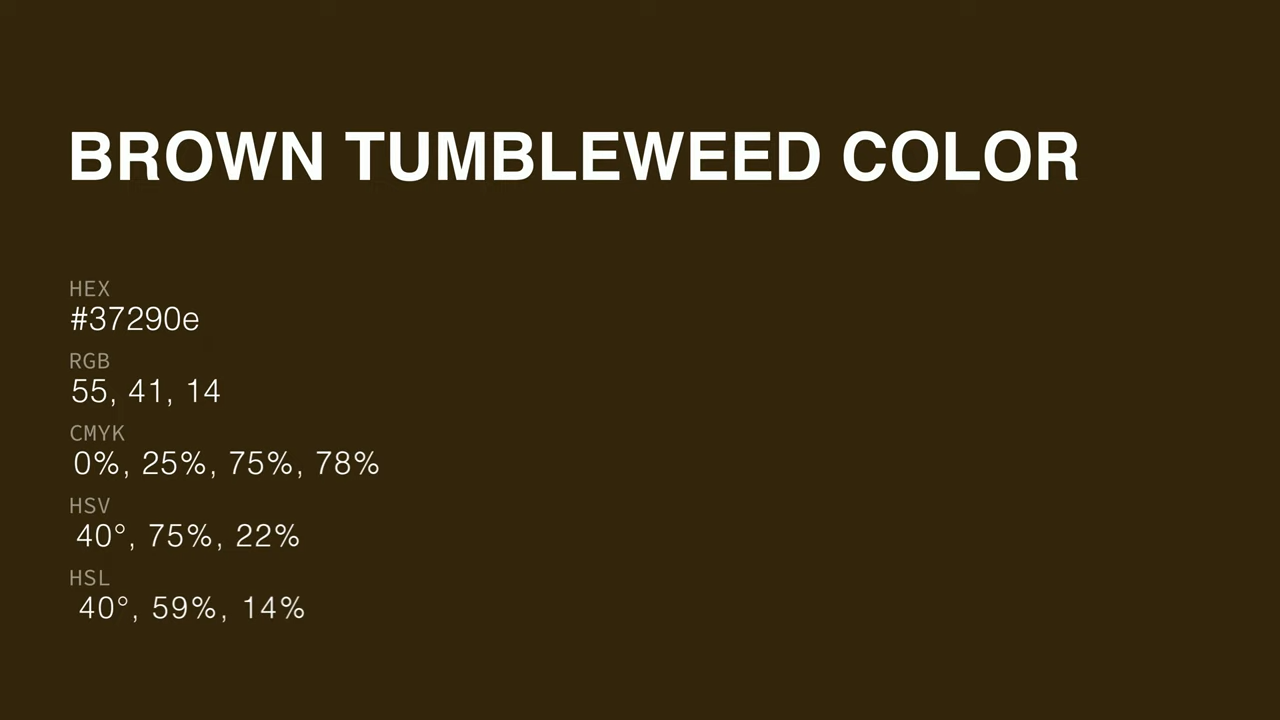 BROWN TUMBLEWEED COLOR
HEX
#37290e
RGB
55, 41, 14
CMYK
0%, 25%, 75%, 78%
HSV
40°, 75%, 22%
HSL
40°, 59%, 14%